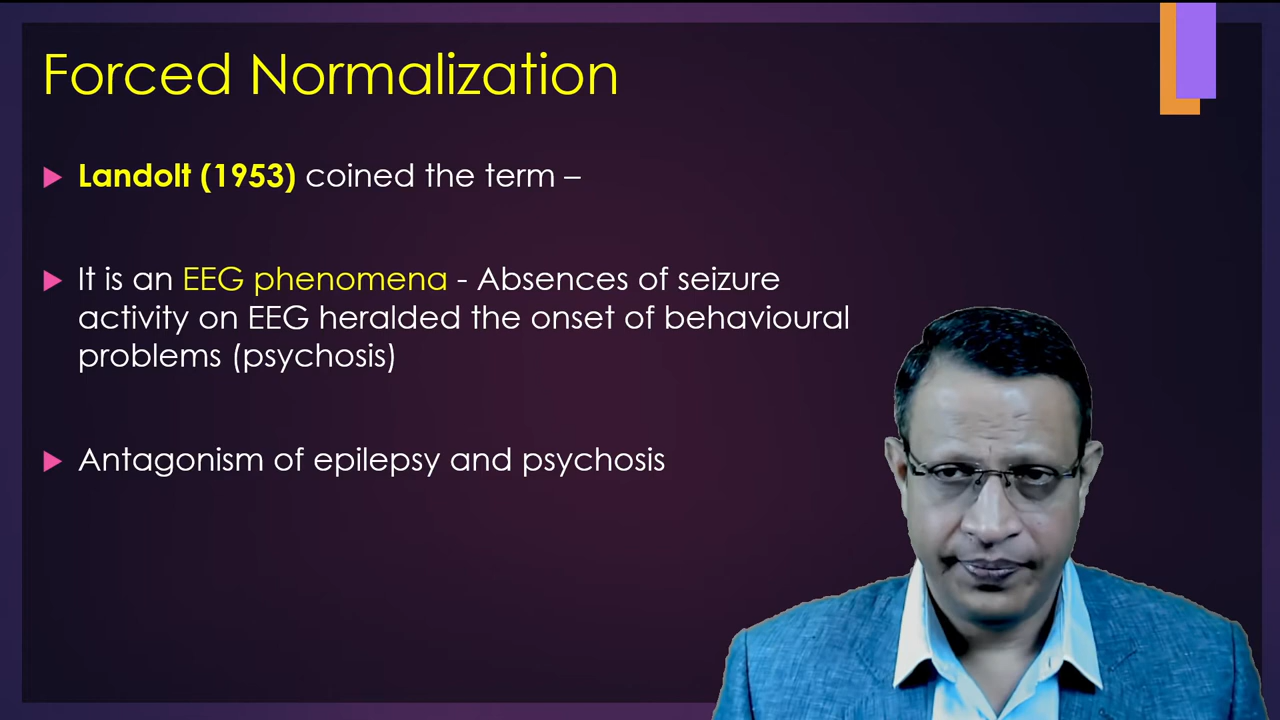 Forced Normalization
Landolt (1953) coined the term –
It is an EEG phenomena - Absences of seizure
activity on EEG heralded the onset of behavioural
problems (psychosis)
Antagonism of epilepsy and psychosis